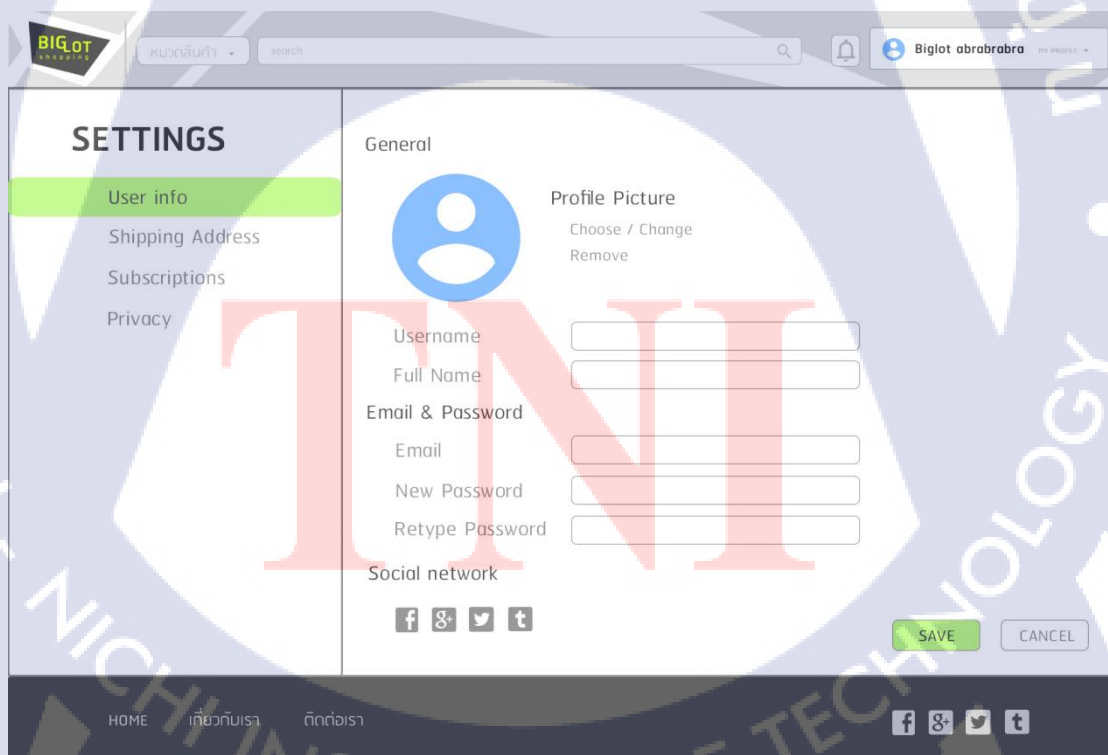 BIGLOT
shopping
หมวดสินค้า
search
Biglot abrabrabra MY PROFILE
SETTINGS
User info
Shipping Address
Subscriptions
Privacy
General
Profile Picture
Choose / Change
Remove
Username
Full Name
Email & Password
Email
New Password
Retype Password
Social network
SAVE CANCEL
HOME เกี่ยวกับเรา ติดต่อเรา
TNI